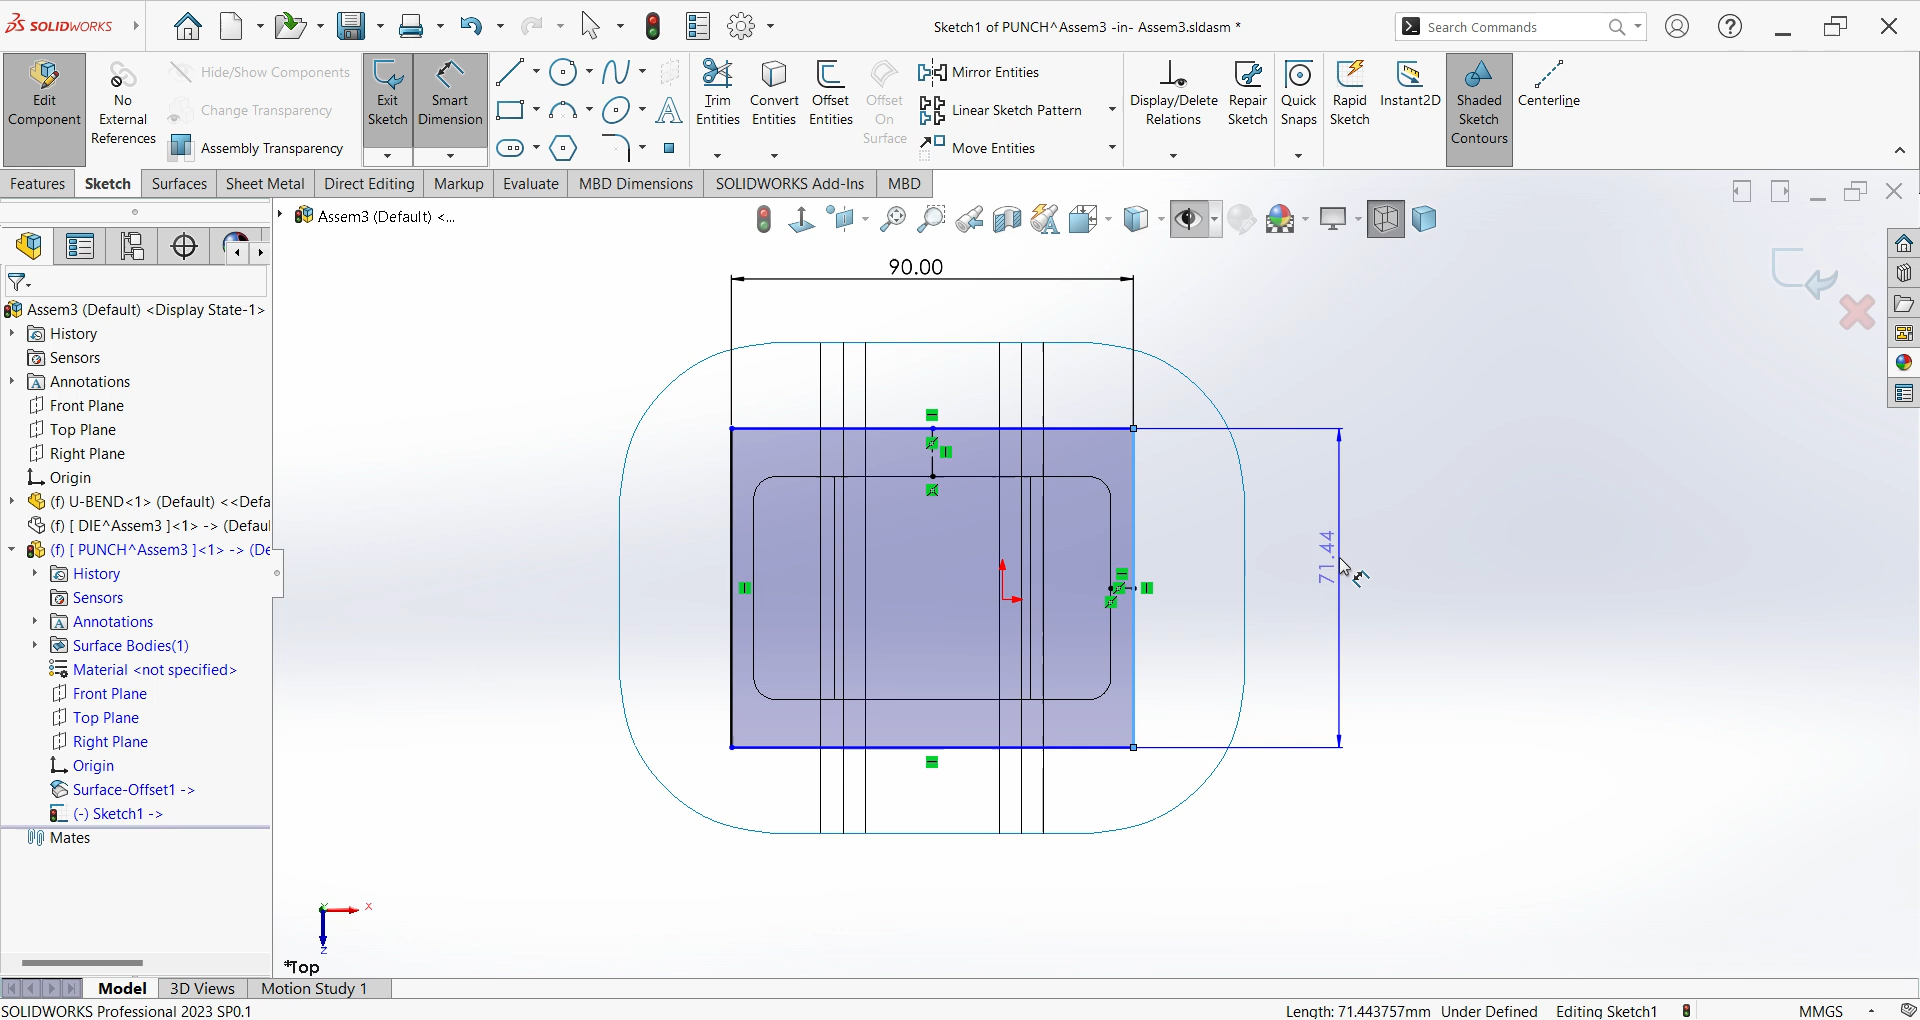 SOLIDWORKS
Sketch1 of PUNCH^Assem3 -in- Assem3.sldasm *
Search Commands
Edit Component
No External References
Hide/Show Components
Change Transparency
Assembly Transparency
Exit Sketch
Smart Dimension
Trim Entities
Convert Entities
Offset Entities
Offset On Surface
Mirror Entities
Linear Sketch Pattern
Move Entities
Display/Delete Relations
Repair Sketch
Quick Snaps
Rapid Sketch
Instant2D
Shaded Sketch Contours
Centerline
Features
Sketch
Surfaces
Sheet Metal
Direct Editing
Markup
Evaluate
MBD Dimensions
SOLIDWORKS Add-Ins
MBD
Assem3 (Default) <...
Assem3 (Default) <Display State-1>
History
Sensors
Annotations
Front Plane
Top Plane
Right Plane
Origin
(f) U-BEND<1> (Default) <<Defa
(f) [ DIE^Assem3 ]<1> -> (Defaul
(f) [ PUNCH^Assem3 ]<1> -> (De
History
Sensors
Annotations
Surface Bodies(1)
Material <not specified>
Front Plane
Top Plane
Right Plane
Origin
Surface-Offset1 ->
(-) Sketch1 ->
Mates
90.00
71.44
X
Y
Z
*Top
Model
3D Views
Motion Study 1
SOLIDWORKS Professional 2023 SP0.1
Length: 71.443757mm
Under Defined
Editing Sketch1
MMGS